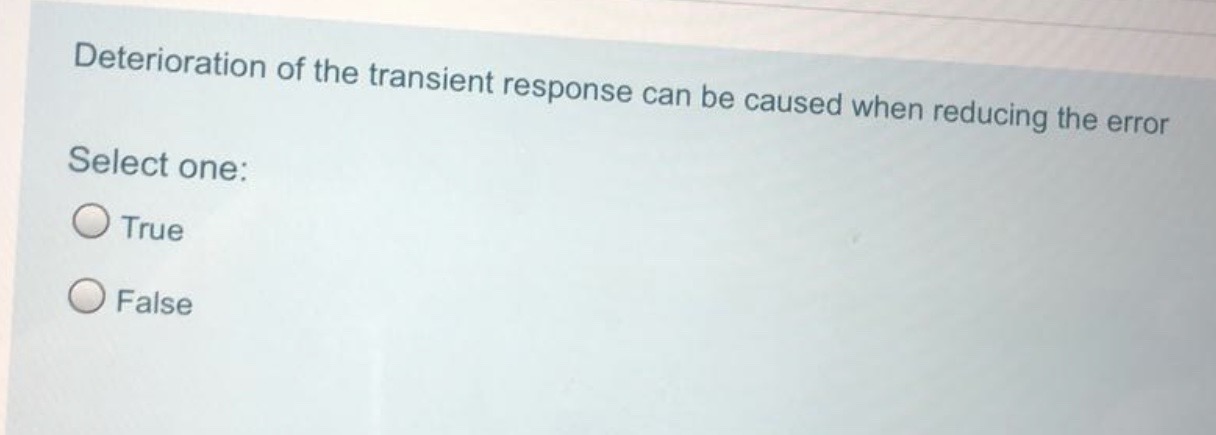 Deterioration of the transient response can be caused when reducing the error
Select one:
True
False